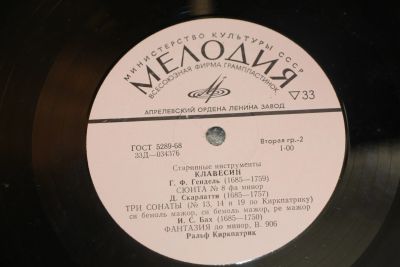 МИНИСТЕРСТВО КУЛЬТУРЫ СССР
МЕЛОДИЯ
ВСЕСОЮЗНАЯ ФИРМА ГРАМПЛАСТИНОК
▽33
АПРЕЛЕВСКИЙ ОРДЕНА ЛЕНИНА ЗАВОД
ГОСТ 5289-68
33Д—034376
Вторая гр.-2
1-00
Старинные инструменты
КЛАВЕСИН
Г. Ф. Гендель (1685—1759)
СЮИТА № 8 фа минор
Д. Скарлатти (1685—1757)
ТРИ СОНАТЫ (№ 13, 14 и 19 по Киркпатрику)
си бемоль мажор, си бемоль мажор, ре мажор
И. С. Бах (1685—1750)
ФАНТАЗИЯ до минор, В. 906
Ральф Киркпатрик